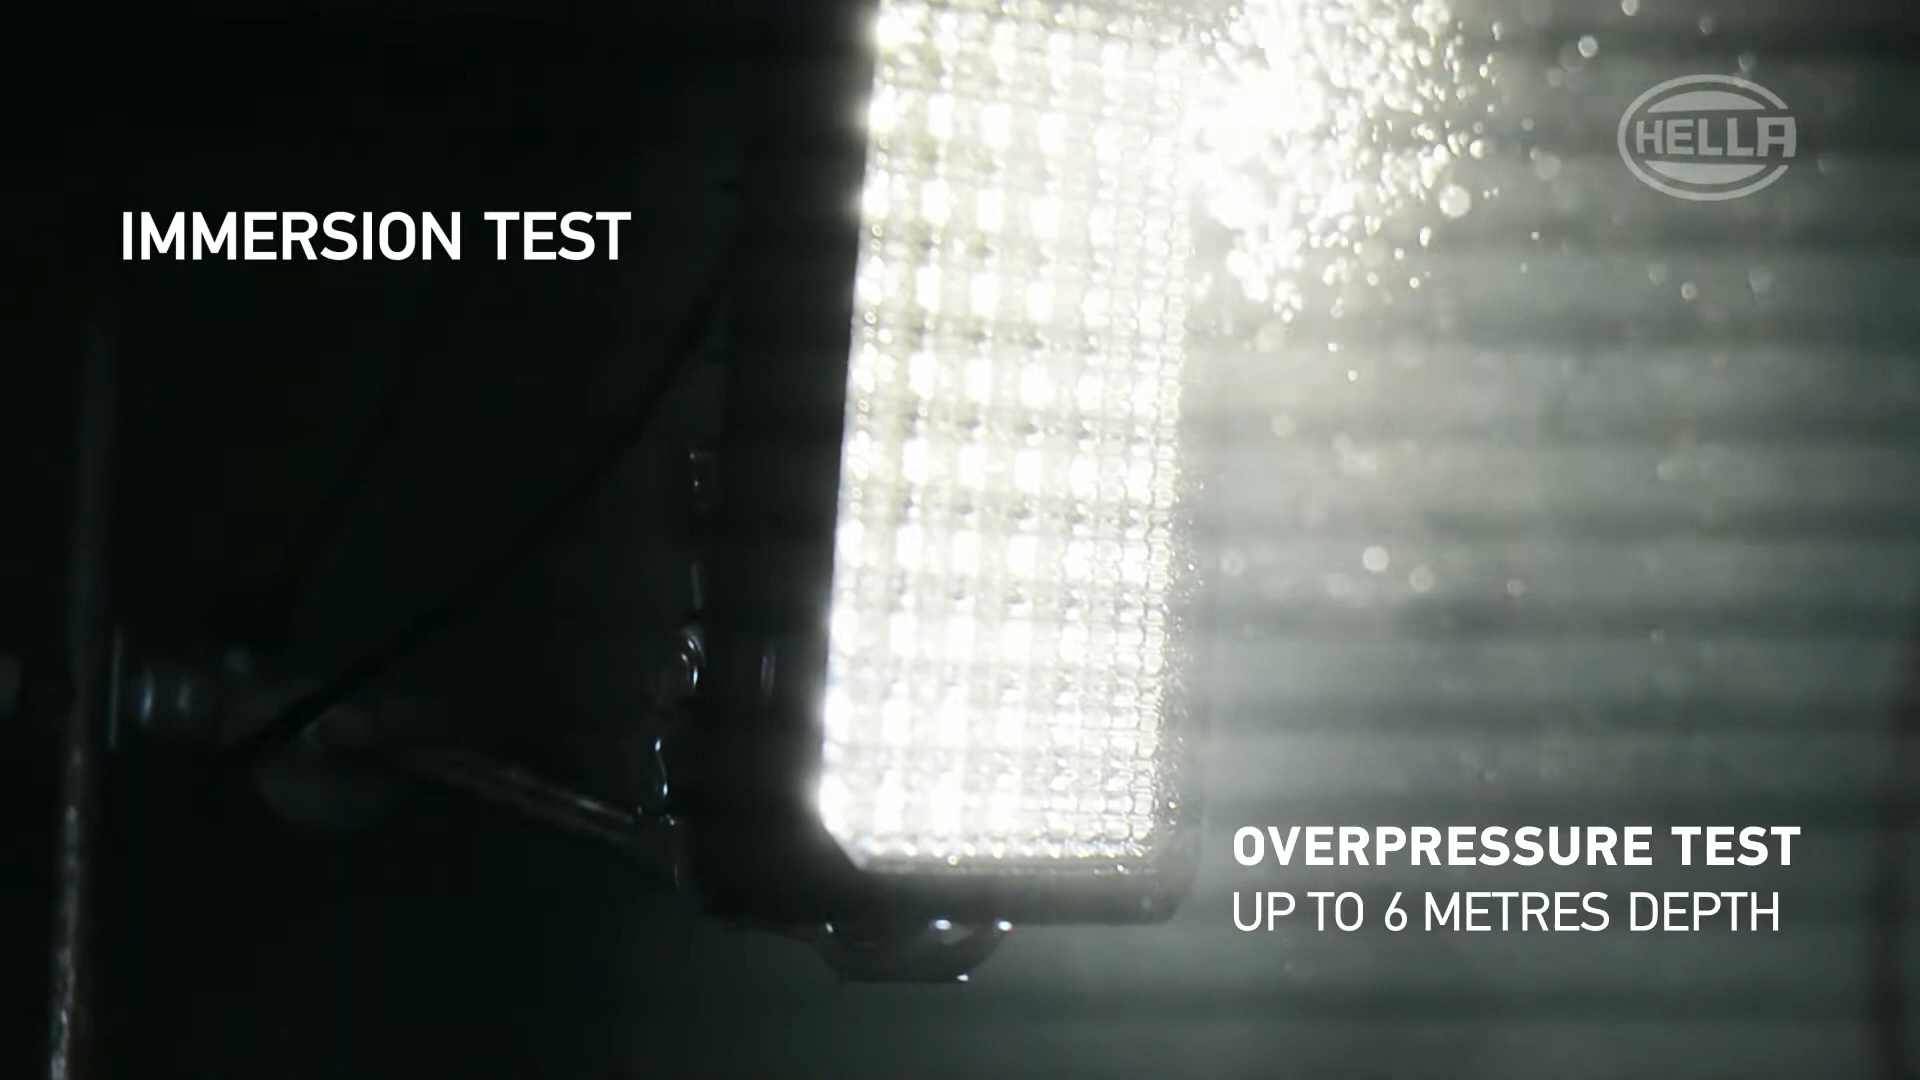 HELLA
IMMERSION TEST
OVERPRESSURE TEST
UP TO 6 METRES DEPTH